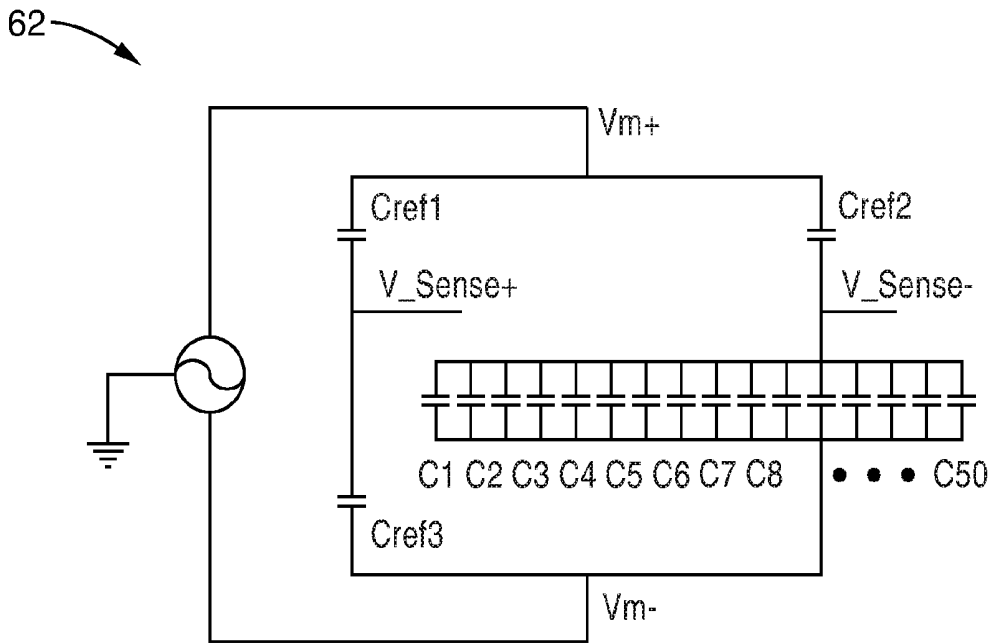 62
Vm+
Cref1
Cref2
V_Sense+
V_Sense-
C1 C2 C3 C4 C5 C6 C7 C8 • • • C50
Cref3
Vm-